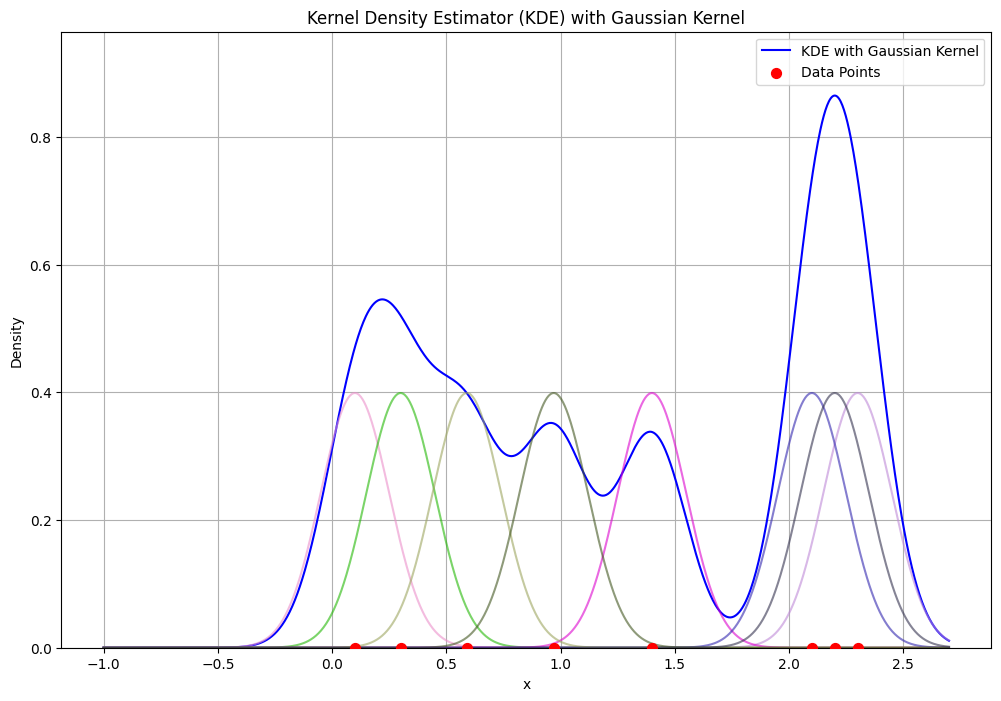 Kernel Density Estimator (KDE) with Gaussian Kernel
KDE with Gaussian Kernel
Data Points
Density
0.8
0.6
0.4
0.2
0.0
−1.0 −0.5 0.0 0.5 1.0 1.5 2.0 2.5
x